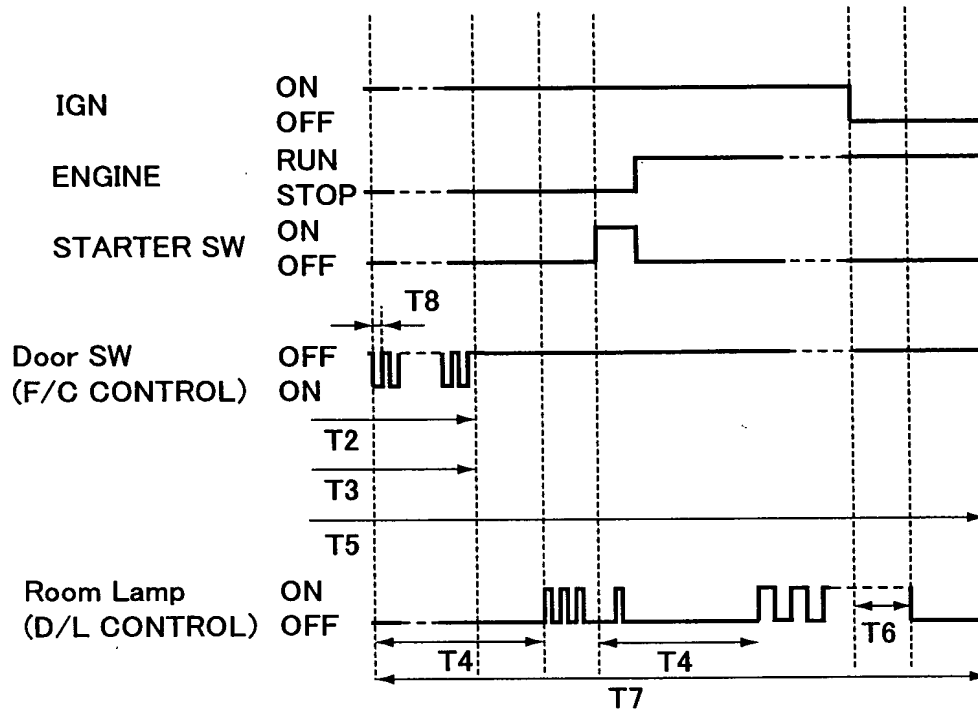 IGN ON
OFF
ENGINE RUN
STOP
STARTER SW ON
OFF
T8
Door SW OFF
(F/C CONTROL) ON
T2
T3
T5
Room Lamp ON
(D/L CONTROL) OFF
T4 T4 T6
T7